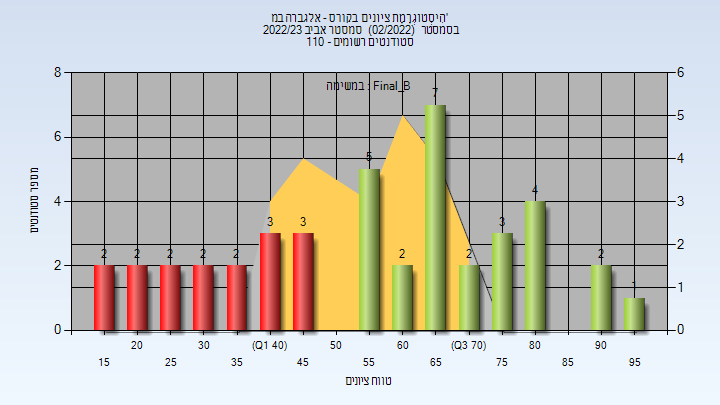 היסטוגרמת ציונים בקורס - אלגברה במ'
בסמסטר (02/2022) סמסטר אביב 2022/23
סטודנטים רשומים - 110
במשימה : Final_B
מספר סטודנטים
8 6 4 2 0
6 5 4 3 2 1 0
2 2 2 2 2 3 3 5 2 7 2 3 4 2 1
20 30 (Q1 40) 50 60 (Q3 70) 80 90
15 25 35 45 55 65 75 85 95
טווח ציונים